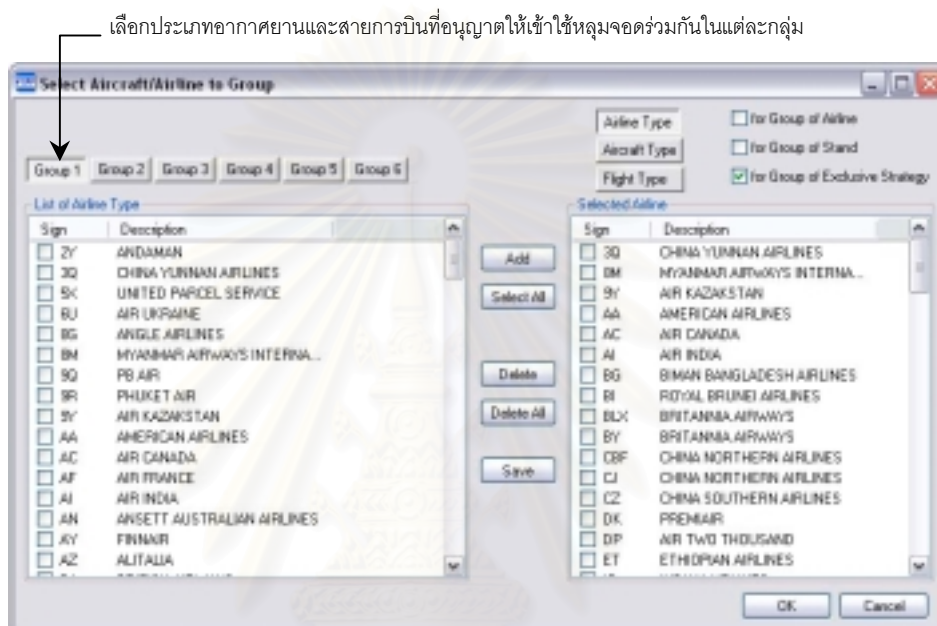 เลือกประเภทอากาศยานและสายการบินที่อนุญาตให้เข้าใช้หลุมจอดร่วมกันในแต่ละกลุ่ม
Select Aircraft/Airline to Group
Airline Type
for Group of Airline
Aircraft Type
for Group of Stand
Group 1 Group 2 Group 3 Group 4 Group 5 Group 6
Flight Type
for Group of Exclusive Strategy
List of Airline Type
Sign Description
2Y ANDAMAN
3Q CHINA YUNNAN AIRLINES
5X UNITED PARCEL SERVICE
6U AIR UKRAINE
8G ANGLE AIRLINES
8M MYANMAR AIRWAYS INTERNA...
9Q PB AIR
9R PHUKET AIR
9Y AIR KAZAKSTAN
AA AMERICAN AIRLINES
AC AIR CANADA
AF AIR FRANCE
AI AIR INDIA
AN ANSETT AUSTRALIAN AIRLINES
AY FINNAIR
AZ ALITALIA
Add
Select All
Delete
Delete All
Save
Selected Airline
Sign Description
3Q CHINA YUNNAN AIRLINES
8M MYANMAR AIRWAYS INTERNA...
9Y AIR KAZAKSTAN
AA AMERICAN AIRLINES
AC AIR CANADA
AI AIR INDIA
BG BIMAN BANGLADESH AIRLINES
BI ROYAL BRUNEI AIRLINES
BLX BRITANNIA AIRWAYS
BY BRITANNIA AIRWAYS
CBF CHINA NORTHERN AIRLINES
CJ CHINA NORTHERN AIRLINES
CZ CHINA SOUTHERN AIRLINES
DK PREMIAIR
DP AIR TWO THOUSAND
ET ETHIOPIAN AIRLINES
OK Cancel